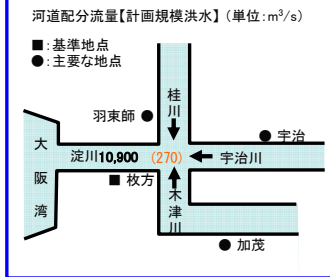 河道配分流量【計画規模洪水】（単位：m³/s）
■：基準地点
●：主要な地点
桂川
羽束師●
●宇治
大阪湾
淀川10,900（270）
宇治川
■枚方
木津川
●加茂